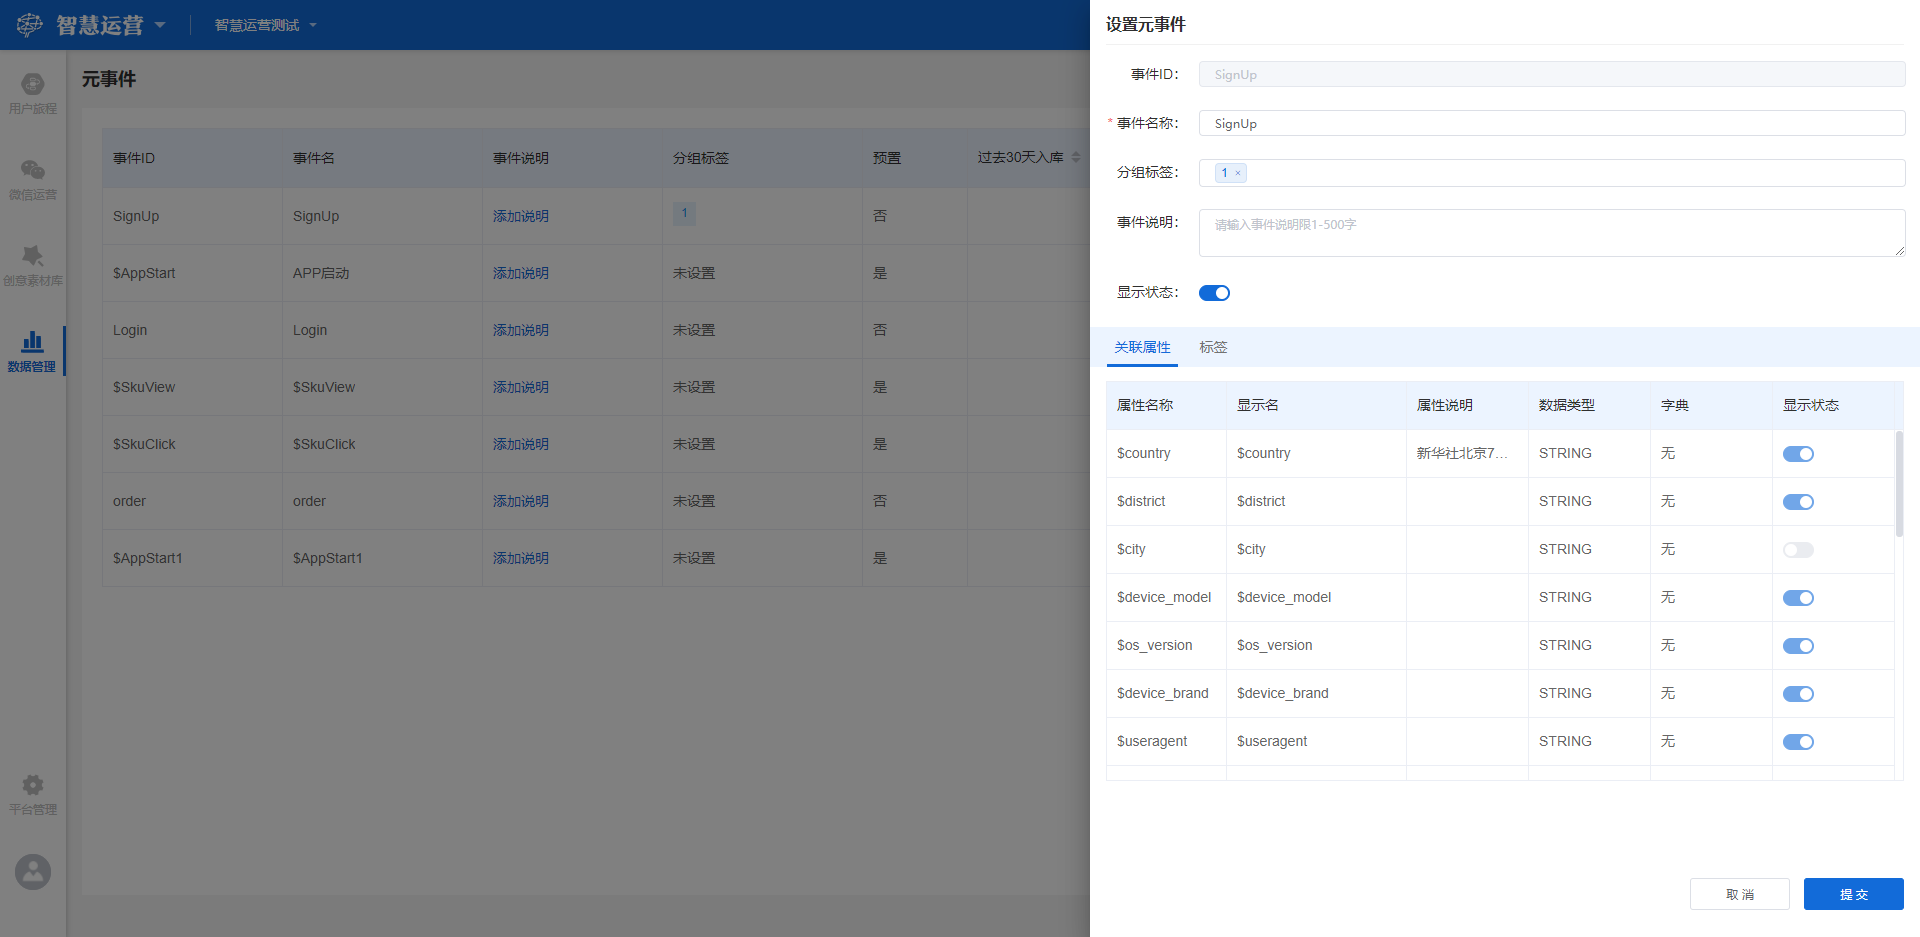 智慧运营
智慧运营测试
用户旅程
微信运营
创意素材库
数据管理
平台管理
元事件
事件ID 事件名 事件说明 分组标签 预置 过去30天入库
SignUp SignUp 添加说明 1 否
$AppStart APP启动 添加说明 未设置 是
Login Login 添加说明 未设置 否
$SkuView $SkuView 添加说明 未设置 是
$SkuClick $SkuClick 添加说明 未设置 是
order order 添加说明 未设置 否
$AppStart1 $AppStart1 添加说明 未设置 是
设置元事件
事件ID: SignUp
* 事件名称: SignUp
分组标签: 1 ×
事件说明: 请输入事件说明限1-500字
显示状态:
关联属性 标签
属性名称 显示名 属性说明 数据类型 字典 显示状态
$country $country 新华社北京7... STRING 无
$district $district STRING 无
$city $city STRING 无
$device_model $device_model STRING 无
$os_version $os_version STRING 无
$device_brand $device_brand STRING 无
$useragent $useragent STRING 无
取消 提交